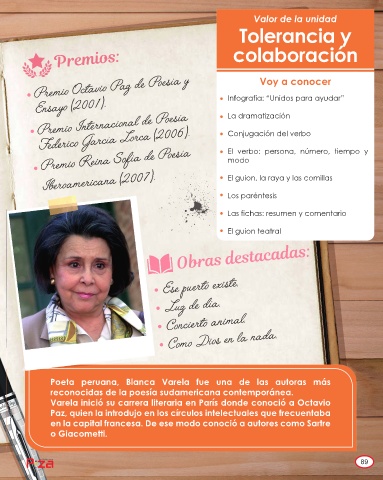 Premios:
• Premio Octavio Paz de Poesía y
Ensayo (2001).
• Premio Internacional de Poesía
Federico García Lorca (2006).
• Premio Reina Sofía de Poesía
Iberoamericana (2007).
Valor de la unidad
Tolerancia y
colaboración
Voy a conocer
• Infografía: “Unidos para ayudar”
• La dramatización
• Conjugación del verbo
• El verbo: persona, número, tiempo y
modo
• El guion, la raya y las comillas
• Los paréntesis
• Las fichas: resumen y comentario
• El guion teatral
Obras destacadas:
• Ese puerto existe.
• Luz de día.
• Concierto animal.
• Como Dios en la nada.
Poeta peruana, Blanca Varela fue una de las autoras más
reconocidas de la poesía sudamericana contemporánea.
Varela inició su carrera literaria en París donde conoció a Octavio
Paz, quien la introdujo en los círculos intelectuales que frecuentaba
en la capital francesa. De ese modo conoció a autores como Sartre
o Giacometti.
89